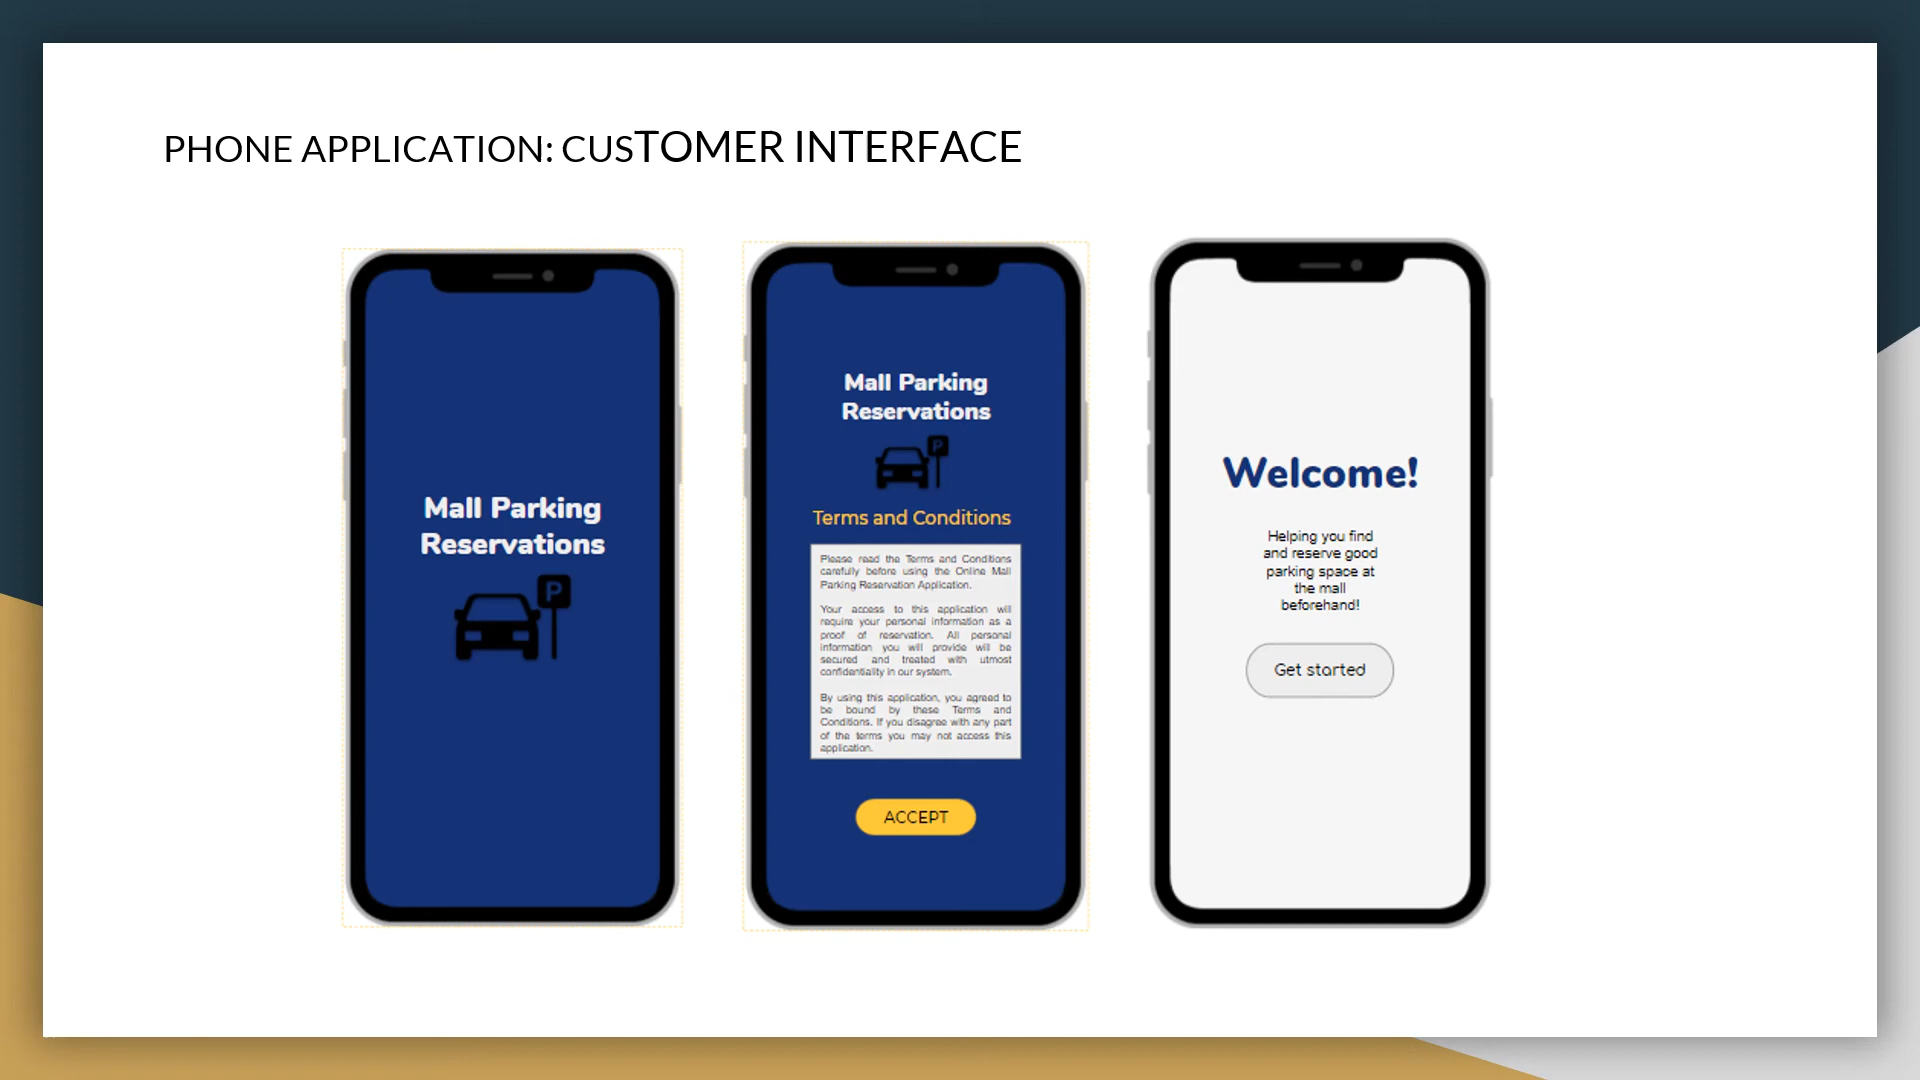 PHONE APPLICATION: CUSTOMER INTERFACE
Mall Parking
Reservations
P
Mall Parking
Reservations
P
Terms and Conditions
Please read the Terms and Conditions
carefully before using the Online Mall
Parking Reservation Application.
Your access to this application will
require your personal information as a
proof of reservation. All personal
information you will provide will be
secured and treated with utmost
confidentiality in our system.
By using this application, you agreed to
be bound by these Terms and
Conditions. If you disagree with any part
of the terms you may not access this
application.
ACCEPT
Welcome!
Helping you find
and reserve good
parking space at
the mall
beforehand!
Get started